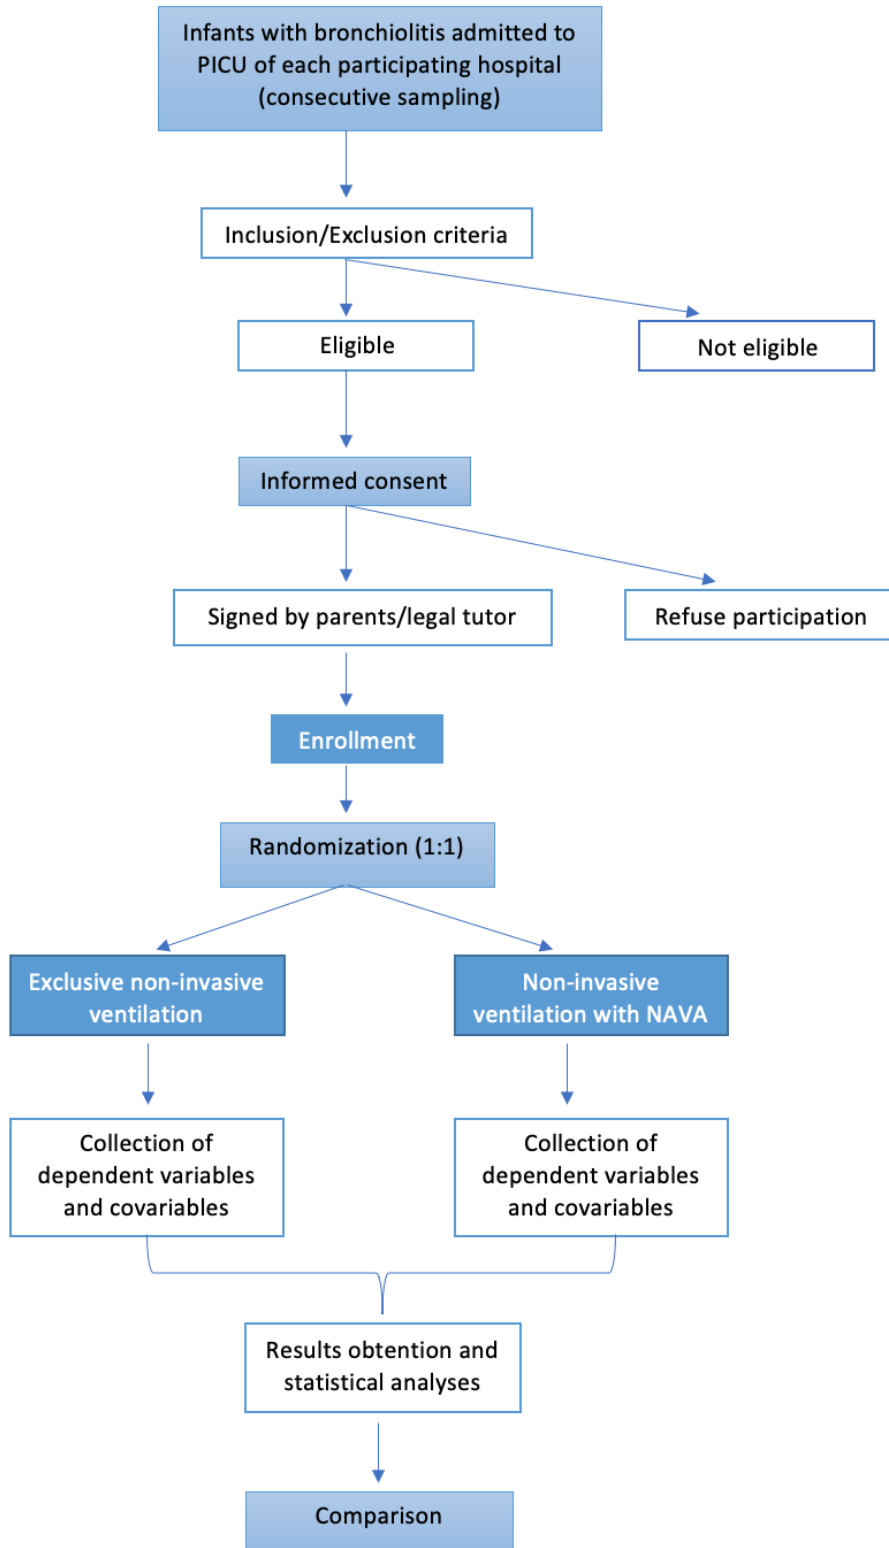 Infants with bronchiolitis admitted to
PICU of each participating hospital
(consecutive sampling)
Inclusion/Exclusion criteria
Eligible
Not eligible
Informed consent
Signed by parents/legal tutor
Refuse participation
Enrollment
Randomization (1:1)
Exclusive non-invasive
ventilation
Non-invasive
ventilation with NAVA
Collection of
dependent variables
and covariables
Collection of
dependent variables
and covariables
Results obtention and
statistical analyses
Comparison